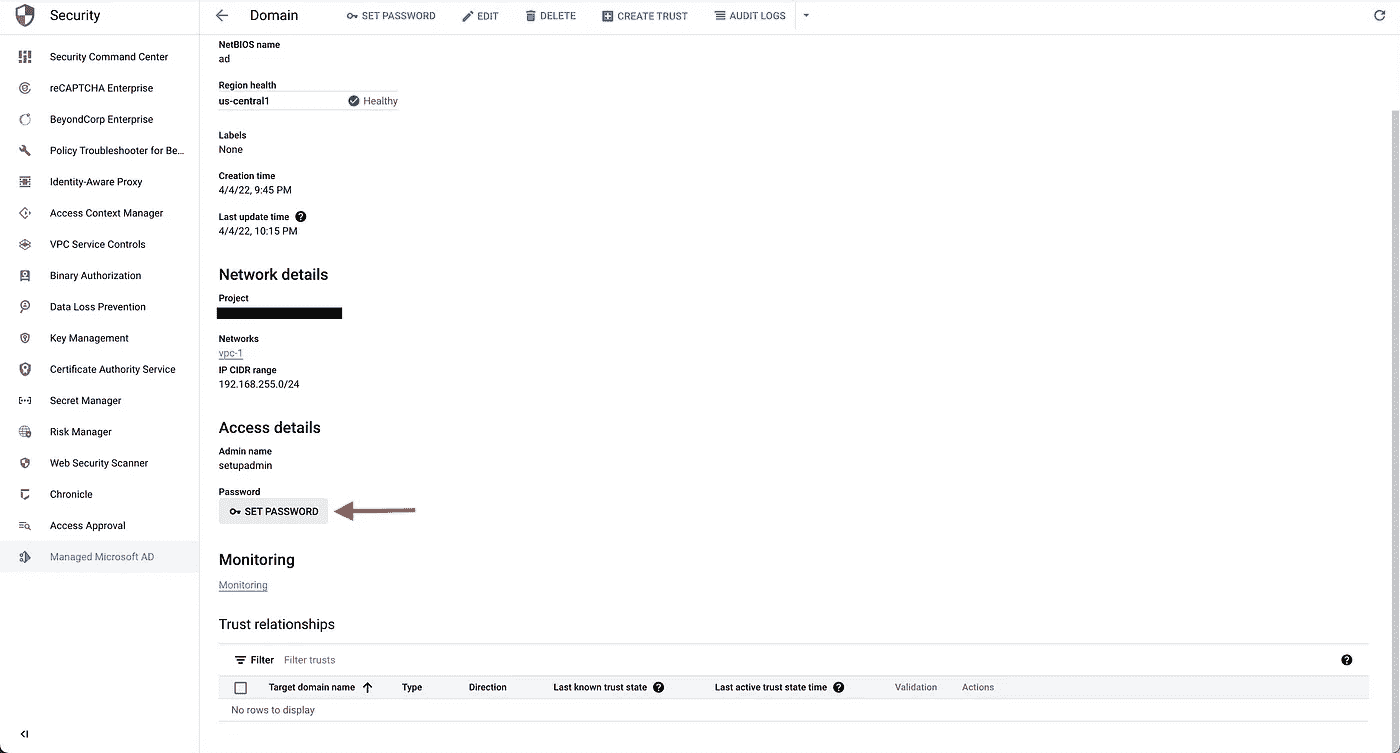 Security
Domain
SET PASSWORD
EDIT
DELETE
CREATE TRUST
AUDIT LOGS
Security Command Center
reCAPTCHA Enterprise
BeyondCorp Enterprise
Policy Troubleshooter for Be...
Identity-Aware Proxy
Access Context Manager
VPC Service Controls
Binary Authorization
Data Loss Prevention
Key Management
Certificate Authority Service
Secret Manager
Risk Manager
Web Security Scanner
Chronicle
Access Approval
Managed Microsoft AD
NetBIOS name
ad
Region health
us-central1 Healthy
Labels
None
Creation time
4/4/22, 9:45 PM
Last update time
4/4/22, 10:15 PM
Network details
Project
Networks
vpc-1
IP CIDR range
192.168.255.0/24
Access details
Admin name
setupadmin
Password
SET PASSWORD
Monitoring
Monitoring
Trust relationships
Filter Filter trusts
Target domain name Type Direction Last known trust state Last active trust state time Validation Actions
No rows to display